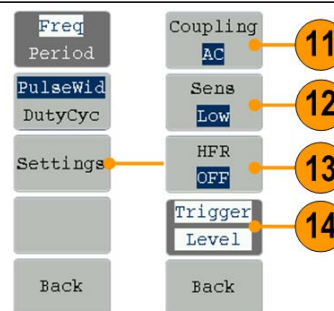 Freq
Period
PulseWid
DutyCyc
Settings
Back
Coupling
AC
Sens
Low
HFR
OFF
Trigger
Level
Back
11
12
13
14